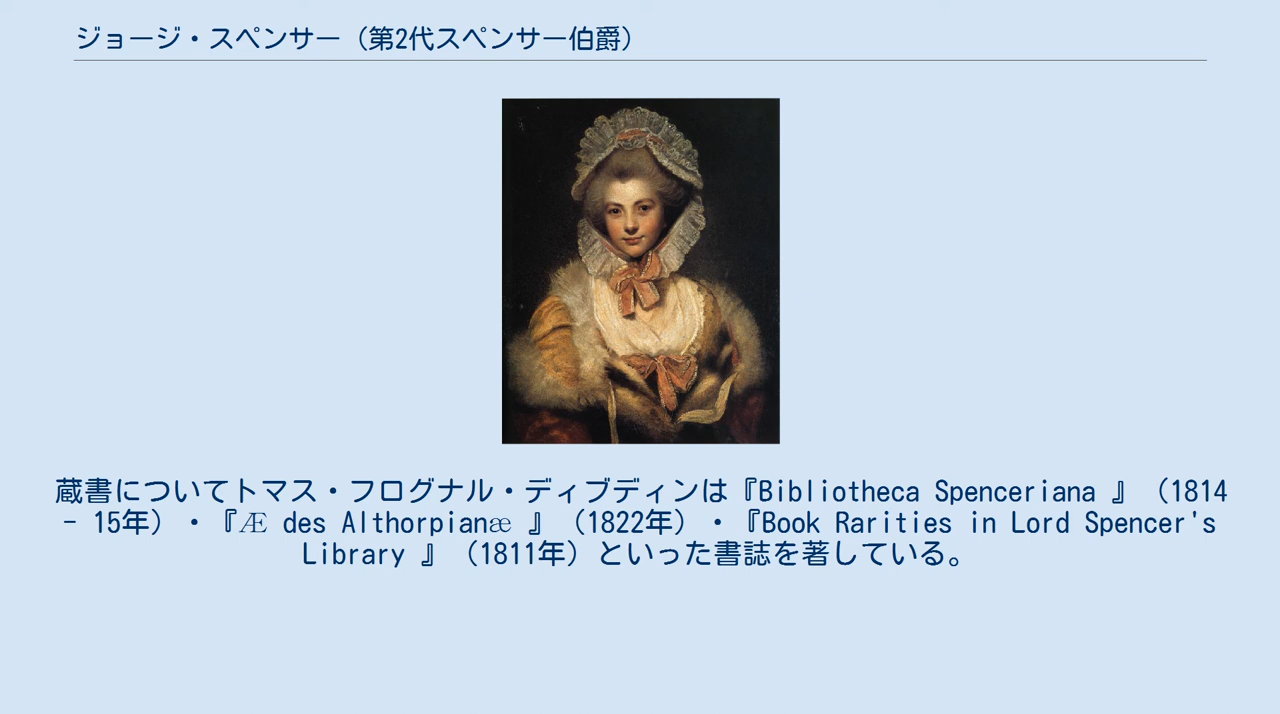 ジョージ・スペンサー（第2代スペンサー伯爵）
蔵書についてトマス・フログナル・ディブディンは『Bibliotheca Spenceriana 』（1814
- 15年）・『Æ des Althorpianæ 』（1822年）・『Book Rarities in Lord Spencer's
Library 』（1811年）といった書誌を著している。